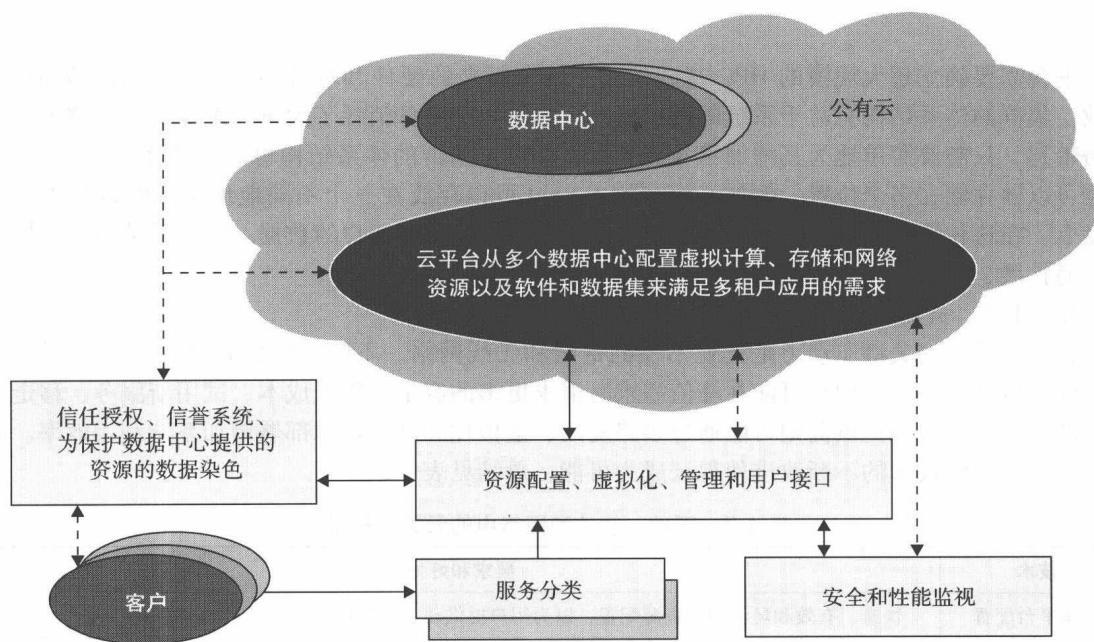 数据中心
公有云
云平台从多个数据中心配置虚拟计算、存储和网络
资源以及软件和数据集来满足多租户应用的需求
信任授权、信誉系统、
为保护数据中心提供的
资源的数据染色
资源配置、虚拟化、管理和用户接口
客户
服务分类
安全和性能监视